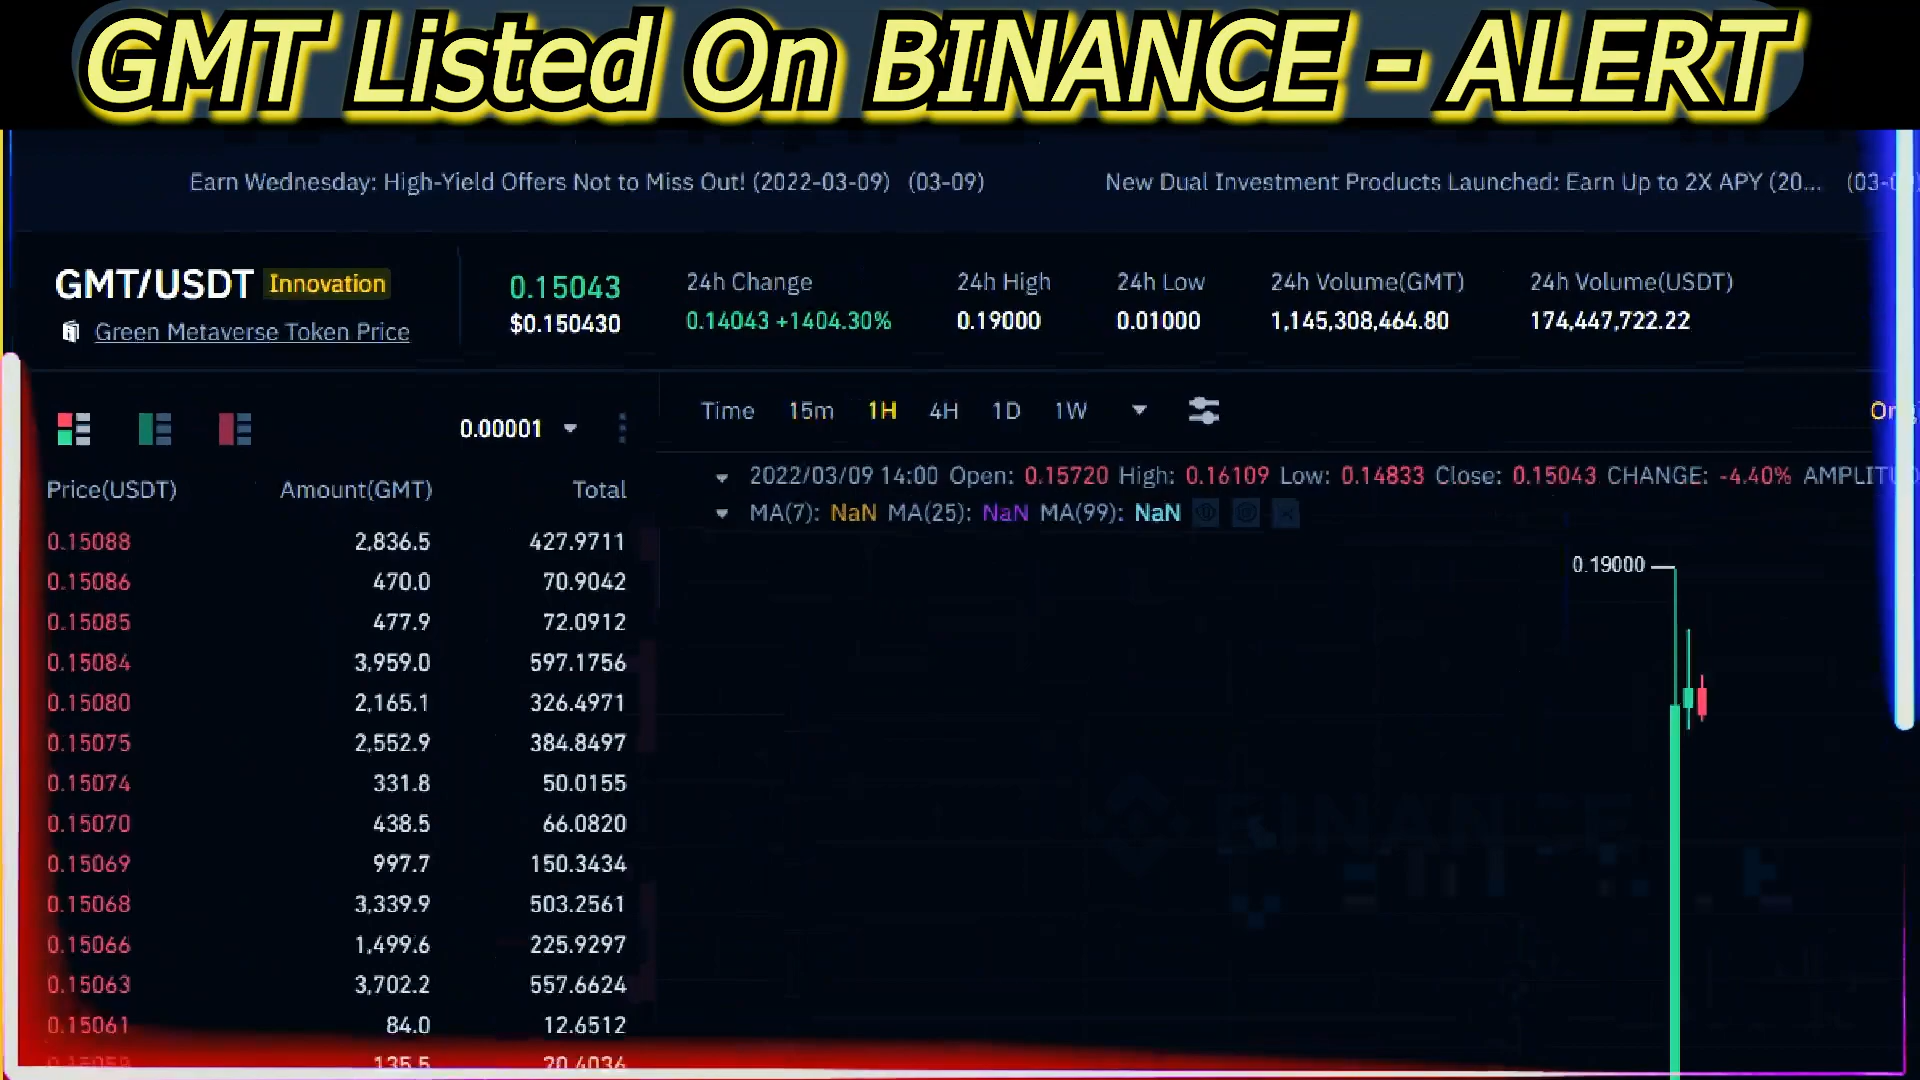 GMT Listed On BINANCE - ALERT
Earn Wednesday: High-Yield Offers Not to Miss Out! (2022-03-09) (03-09)
New Dual Investment Products Launched: Earn Up to 2X APY (20... (03-09)
GMT/USDT Innovation
Green Metaverse Token Price
0.15043
$0.150430
24h Change
0.14043 +1404.30%
24h High
0.19000
24h Low
0.01000
24h Volume(GMT)
1,145,308,464.80
24h Volume(USDT)
174,447,722.22
0.00001
Time 15m 1H 4H 1D 1W
2022/03/09 14:00 Open: 0.15720 High: 0.16109 Low: 0.14833 Close: 0.15043 CHANGE: -4.40%
MA(7): NaN MA(25): NaN MA(99): NaN
Price(USDT) Amount(GMT) Total
0.15088 2,836.5 427.9711
0.15086 470.0 70.9042
0.15085 477.9 72.0912
0.15084 3,959.0 597.1756
0.15080 2,165.1 326.4971
0.15075 2,552.9 384.8497
0.15074 331.8 50.0155
0.15070 438.5 66.0820
0.15069 997.7 150.3434
0.15068 3,339.9 503.2561
0.15066 1,499.6 225.9297
0.15063 3,702.2 557.6624
0.15061 84.0 12.6512
0.15059 135.5 20.4036
0.19000
BINANCE